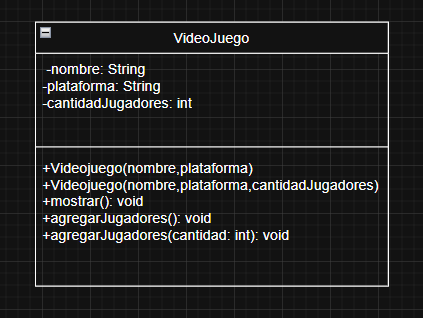 VideoJuego
-nombre: String
-plataforma: String
-cantidadJugadores: int
+Videojuego(nombre,plataforma)
+Videojuego(nombre,plataforma,cantidadJugadores)
+mostrar(): void
+agregarJugadores(): void
+agregarJugadores(cantidad: int): void